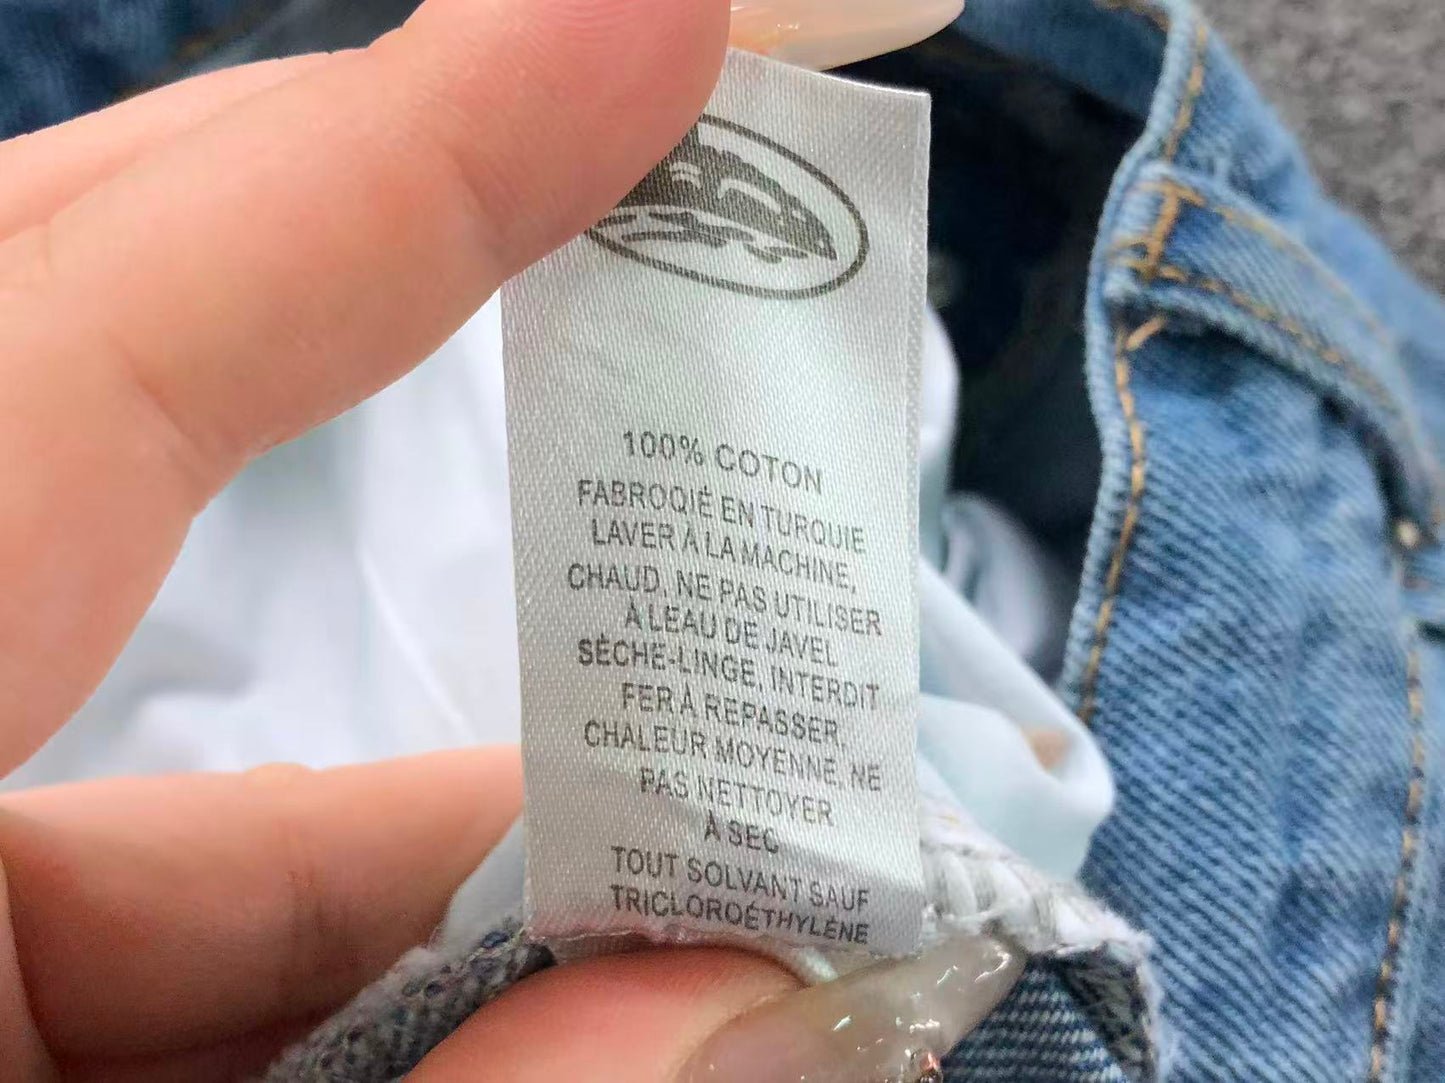 100% COTON
FABROQIÉ EN TURQUIE
LAVER À LA MACHINE,
CHAUD, NE PAS UTILISER
À LEAU DE JAVEL
SÈCHE-LINGE, INTERDIT
FER À REPASSER,
CHALEUR MOYENNE, NE
PAS NETTOYER
À SEC
TOUT SOLVANT SAUF
TRICLOROÉTHYLÉNE